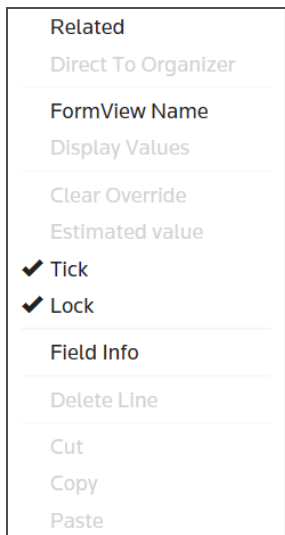 Related
Direct To Organizer
FormView Name
Display Values
Clear Override
Estimated value
Tick
Lock
Field Info
Delete Line
Cut
Copy
Paste